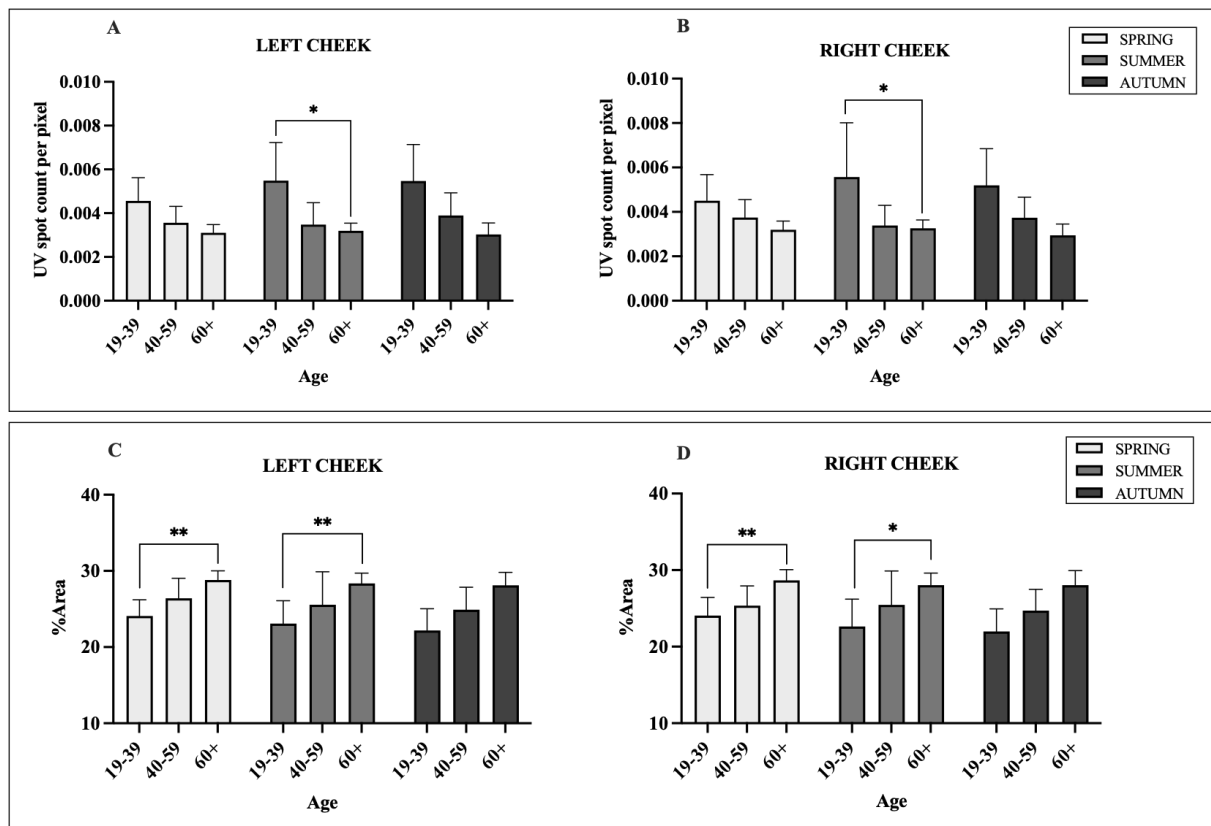 A
LEFT CHEEK
UV spot count per pixel
0.010
0.008
0.006
0.004
0.002
0.000
*
19-39
40-59
60+
19-39
40-59
60+
19-39
40-59
60+
Age
B
RIGHT CHEEK
UV spot count per pixel
0.010
0.008
0.006
0.004
0.002
0.000
*
19-39
40-59
60+
19-39
40-59
60+
19-39
40-59
60+
Age
SPRING
SUMMER
AUTUMN
C
LEFT CHEEK
%Area
40
30
20
10
**
**
19-39
40-59
60+
19-39
40-59
60+
19-39
40-59
60+
Age
D
RIGHT CHEEK
%Area
40
30
20
10
**
*
19-39
40-59
60+
19-39
40-59
60+
19-39
40-59
60+
Age
SPRING
SUMMER
AUTUMN